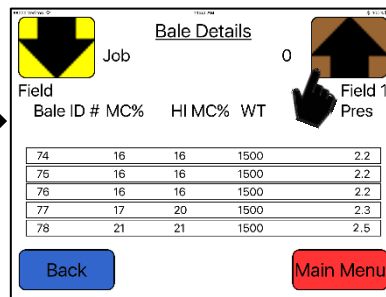 Bale Details
Job 0
Field Field 1
Bale ID # MC% HI MC% WT Pres
74 16 16 1500 2.2
75 16 16 1500 2.2
76 16 16 1500 2.2
77 17 20 1500 2.3
78 21 21 1500 2.5
Back Main Menu